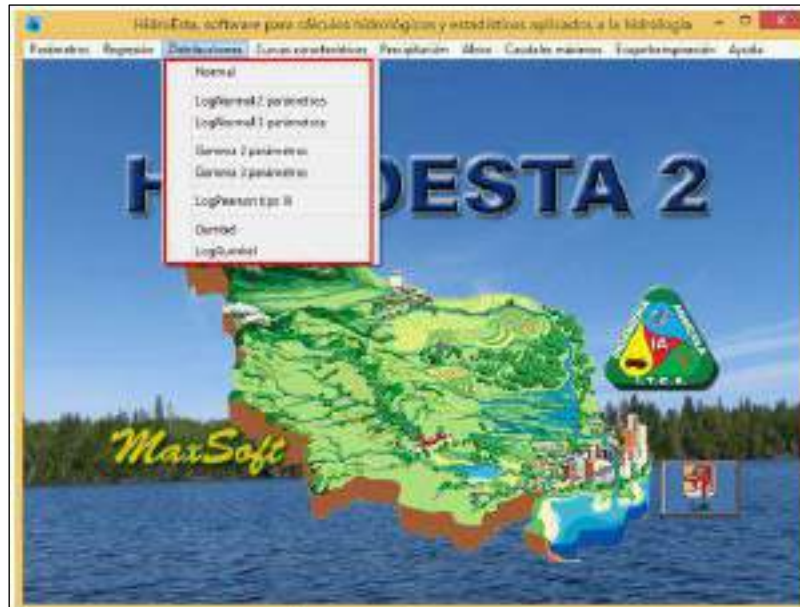 HidroEsta, software para cálculos hidrológicos y estadísticos aplicados a la hidrología
Parámetros Regresión Distribuciones Curvas características Precipitación Aforo Caudales máximos Evapotranspiración Ayuda
Normal
LogNormal 2 parámetros
LogNormal 3 parámetros
Gamma 2 parámetros
Gamma 3 parámetros
LogPearson tipo III
Gumbel
LogGumbel
H DESTA 2
IA
I.T.C.R.
MaxSoft